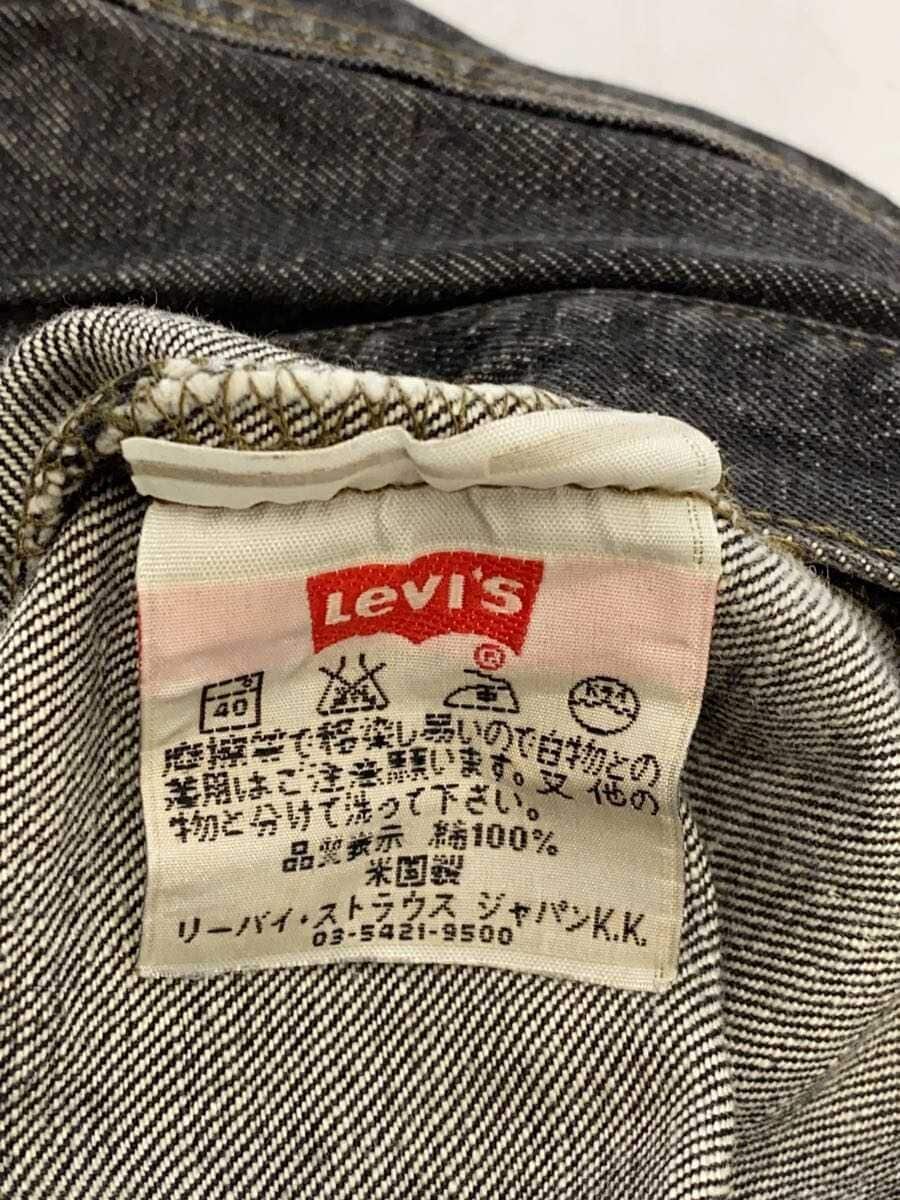 Levi's
®
40 ドライ
摩擦等で移染し易いので白物との
着用はご注意願います。又 他の
物と分けて洗って下さい。
品質表示 綿100%
米国製
リーバイ・ストラウス ジャパンK.K.
03-5421-9500